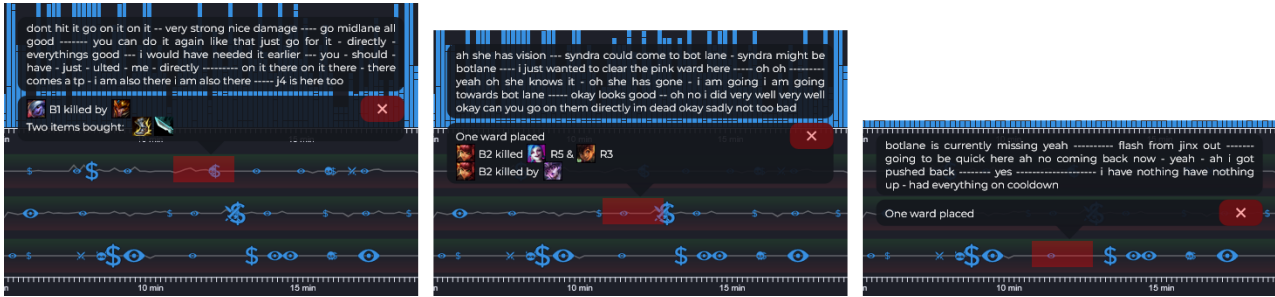 dont hit it go on it on it -- very strong nice damage ---- go midlane all
good ------- you can do it again like that just go for it - directly -
everythings good --- i would have needed it earlier --- you - should -
have - just - ulted - me - directly --------- on it there on it there - there
comes a tp - i am also there i am also there ----- j4 is here too
B1 killed by
Two items bought:
10 min
15 min
ah she has vision --- syndra could come to bot lane - syndra might be
botlane ---- i just wanted to clear the pink ward here ----- oh oh ---------
yeah oh she knows it - oh she has gone - i am going i am going
towards bot lane ----- okay looks good -- oh no i did very well very well
okay can you go on them directly im dead okay sadly not too bad
One ward placed
B2 killed R5 & R3
B2 killed by
10 min
15 min
botlane is currently missing yeah ---------- flash from jinx out -------
going to be quick here ah no coming back now - yeah - ah i got
pushed back -------- yes -------------------- i have nothing have nothing
up - had everything on cooldown
One ward placed
10 min
15 min